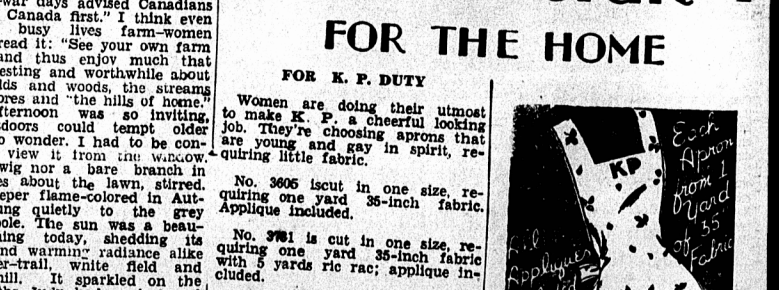 -war days advised Canadians
Canada first." I think even
busy lives farm-women
read it: "See your own farm
and thus enjoy much that
esting and worthwhile about
lds and woods, the streams
ores and "the hills of home."
fternoon was so inviting,
doors could tempt older
o wonder. I had to be con-
view it from the window.
wig nor a bare branch in
es about the lawn, stirred.
eper flame-colored in Aut-
ung quietly to the grey
ole. The sun was a beau-
ning today, shedding its
nd warming radiance alike
er-trail, white field and
hill. It sparkled on the
FOR THE HOME
FOR K. P. DUTY
Women are doing their utmost
to make K. P. a cheerful looking
job. They're choosing aprons that
are young and gay in spirit, re-
quiring little fabric.
No. 3605 iscut in one size, re-
quiring one yard 35-inch fabric.
Applique included.
No. 3781 is cut in one size, re-
quiring one yard 35-inch fabric
with 5 yards ric rac; applique in-
cluded.
KP
Each
Apron
from 1
Yard
of 35"
Fabric
Appliques